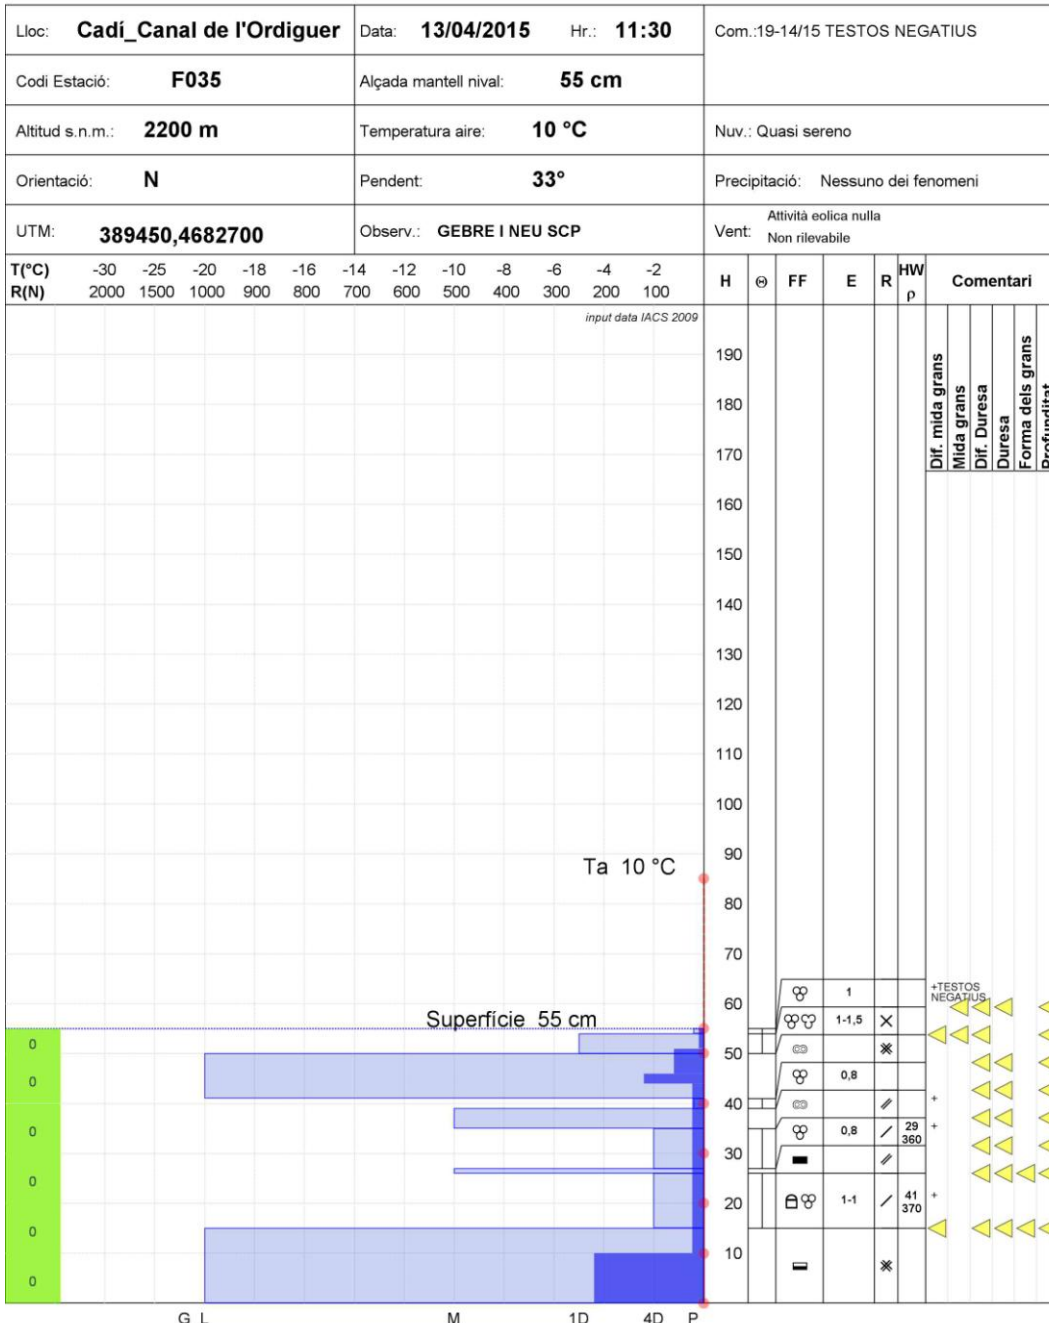 Lloc: Cadí_Canal de l'Ordiguer Data: 13/04/2015 Hr.: 11:30 Com.:19-14/15 TESTOS NEGATIUS
Codi Estació: F035 Alçada mantell nival: 55 cm
Altitud s.n.m.: 2200 m Temperatura aire: 10 °C Nuv.: Quasi sereno
Orientació: N Pendent: 33° Precipitació: Nessuno dei fenomeni
UTM: 389450,4682700 Observ.: GEBRE I NEU SCP Vent: Attività eolica nulla
Non rilevabile
T(°C) -30 -25 -20 -18 -16 -14 -12 -10 -8 -6 -4 -2
R(N) 2000 1500 1000 900 800 700 600 500 400 300 200 100
H Θ FF E R HW ρ Comentari
input data IACS 2009
Dif. mida grans
Mida grans
Dif. Duresa
Duresa
Forma dels grans
Profunditat
190
180
170
160
150
140
130
120
110
100
90
Ta 10 °C
80
70
1 +TESTOS
NEGATIUS
60
Superfície 55 cm 1-1,5
0
50
0 0,8
40 +
0 0,8 29 +
360
30
0 20 1-1 41 +
370
0
10
0
G L M 1D 4D P